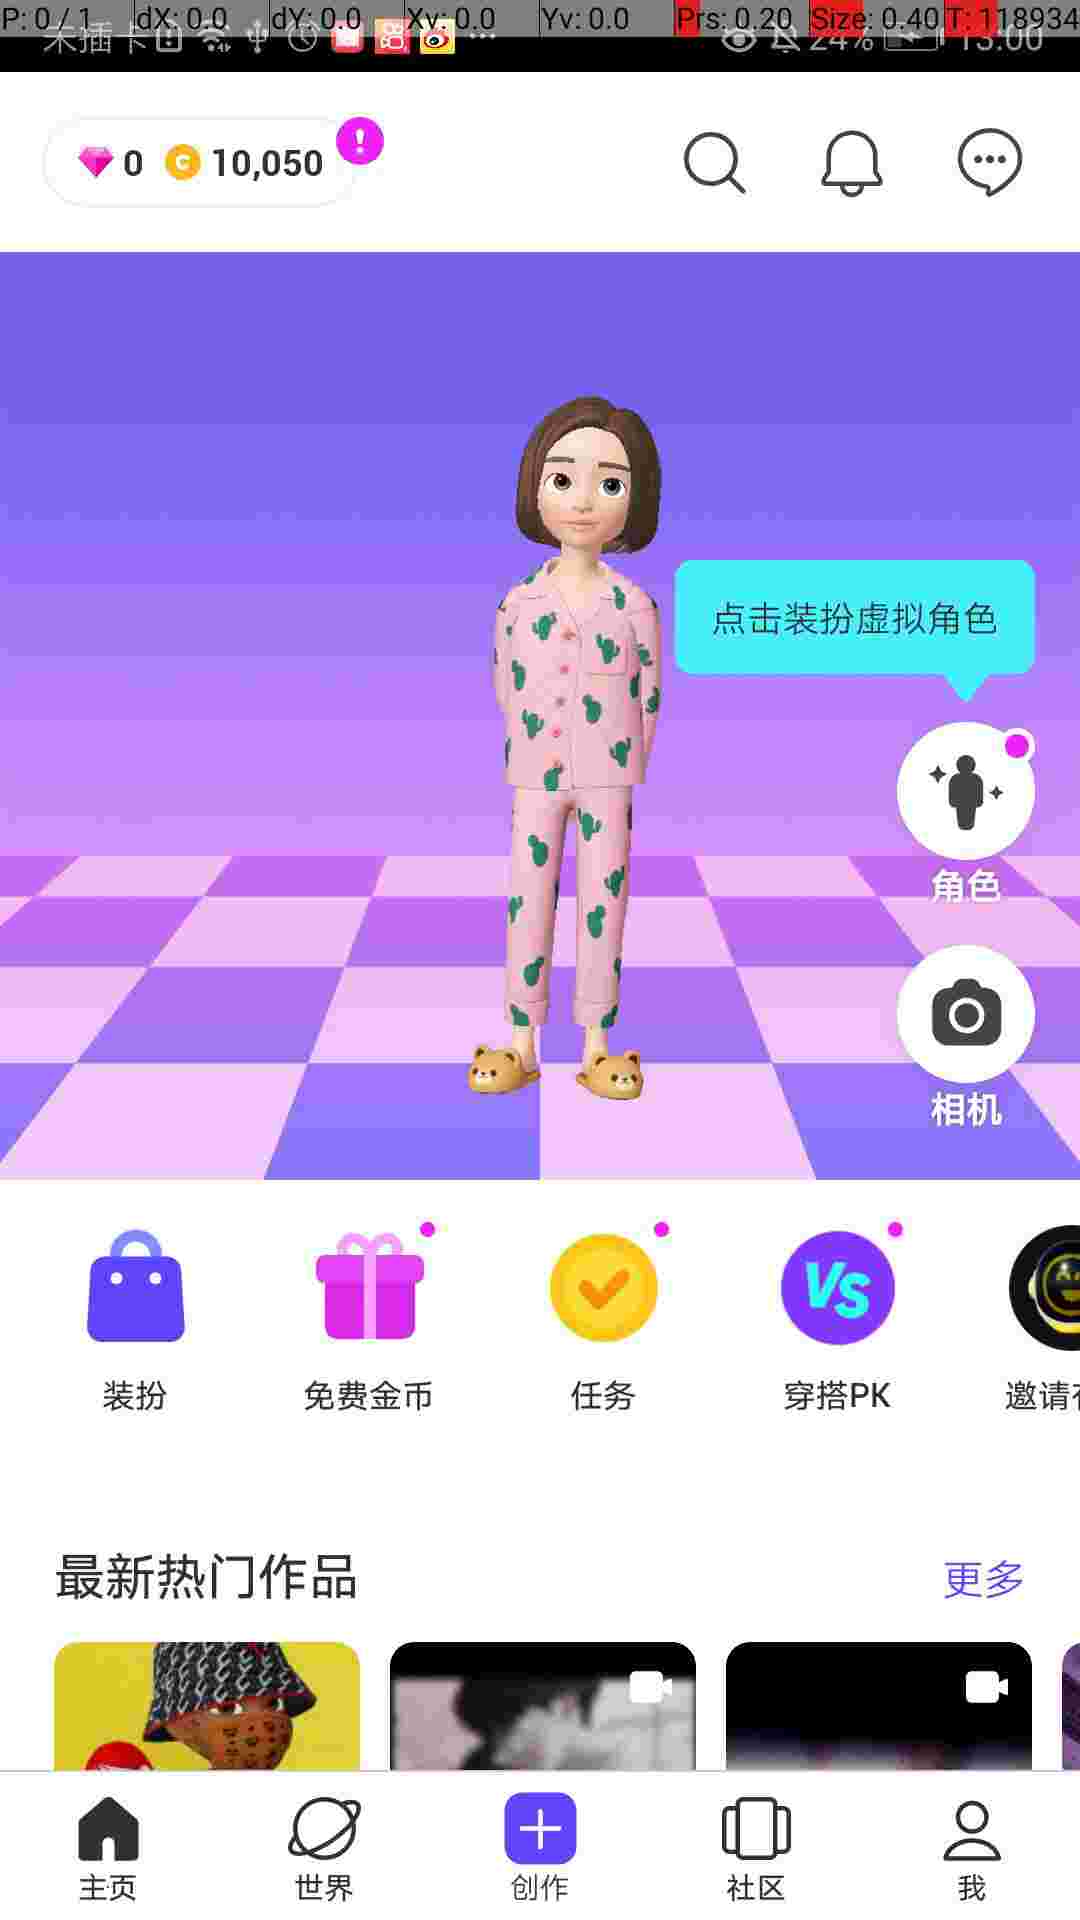 P: 0 / 1 dX: 0.0 dY: 0.0 Xv: 0.0 Yv: 0.0 Prs: 0.20 Size: 0.40 T: 118934
未插卡 24% 13:00
0 C 10,050 !
点击装扮虚拟角色
角色
相机
VS
装扮 免费金币 任务 穿搭PK 邀请
最新热门作品 更多
主页 世界 创作 社区 我